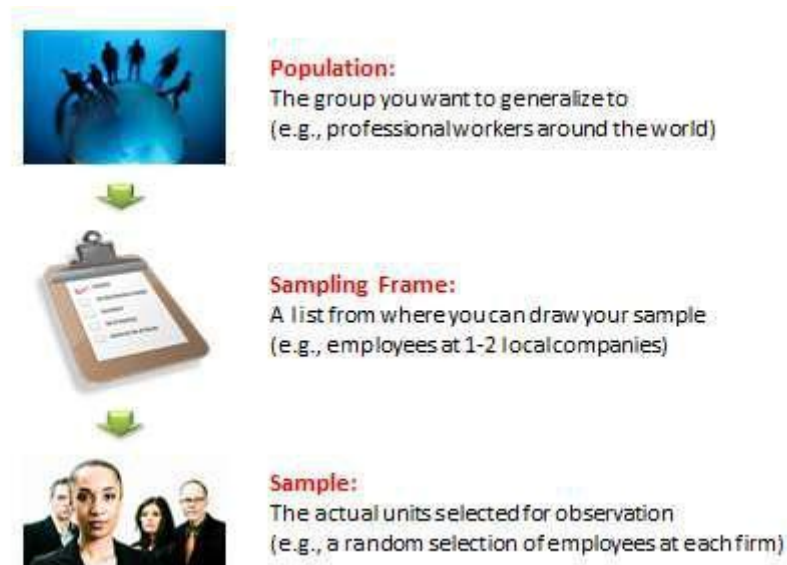 Population:
The group you want to generalize to
(e.g., professional workers around the world)
Sampling Frame:
A list from where you can draw your sample
(e.g., employees at 1-2 local companies)
Sample:
The actual units selected for observation
(e.g., a random selection of employees at each firm)